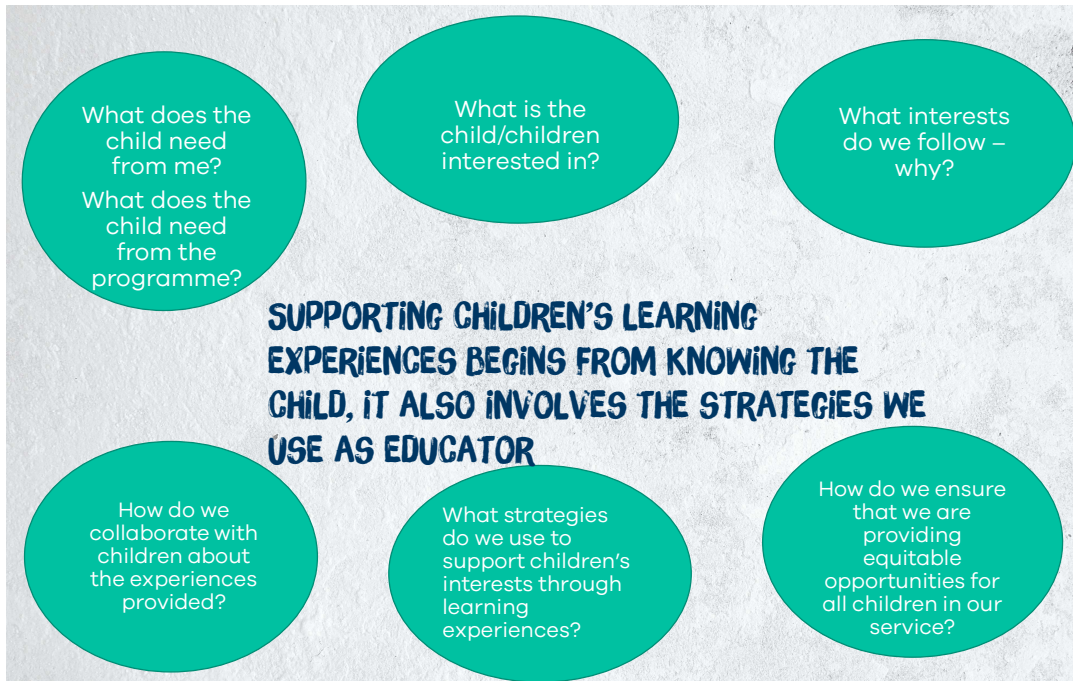 What does the
child need
from me?
What does the
child need
from the
programme?
What is the
child/children
interested in?
What interests
do we follow –
why?
SUPPORTING CHILDREN'S LEARNING
EXPERIENCES BEGINS FROM KNOWING THE
CHILD, IT ALSO INVOLVES THE STRATEGIES WE
USE AS EDUCATOR
How do we
collaborate with
children about
the experiences
provided?
What strategies
do we use to
support children's
interests through
learning
experiences?
How do we ensure
that we are
providing
equitable
opportunities for
all children in our
service?